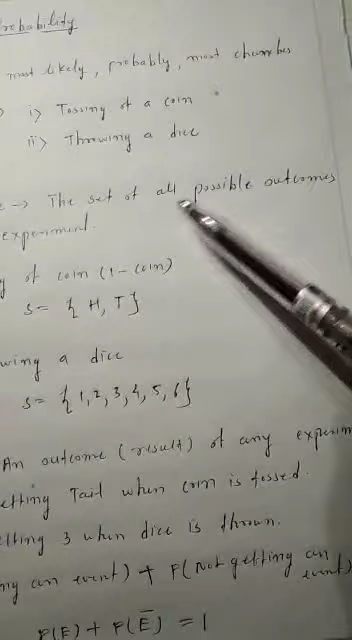 Probability
most likely, probably, most chances
i) Tossing of a coin
ii) Throwing a dice
→ The set of all possible outcomes
experiment.
of coin (1-coin)
S = { H, T }
wing a dice
S = { 1, 2, 3, 4, 5, 6 }
An outcome (result) of any experim
etting Tail when coin is tossed.
etting 3 when dice is thrown.
ng an event) + P(Not getting an
event)
P(E) + P(E̅) = 1